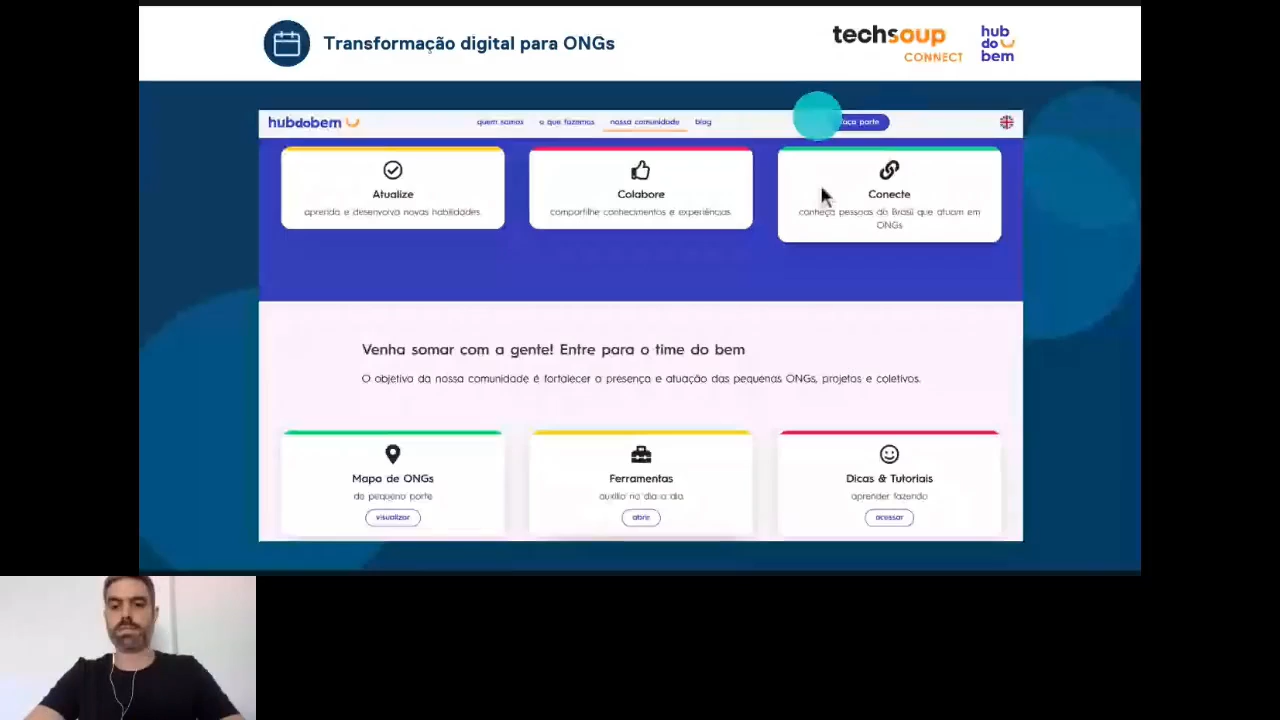 Transformação digital para ONGs
techsoup
CONNECT
hub
do
bem
hubdobem
quem somos
o que fazemos
nossa comunidade
blog
faça parte
Atualize
aprenda e desenvolva novas habilidades.
Colabore
compartilhe conhecimentos e experiências.
Conecte
conheça pessoas do Brasil que atuam em
ONGs
Venha somar com a gente! Entre para o time do bem
O objetivo da nossa comunidade é fortalecer a presença e atuação das pequenas ONGs, projetos e coletivos.
Mapa de ONGs
de pequeno porte
visualizar
Ferramentas
auxílio no dia a dia
abrir
Dicas & Tutoriais
aprender fazendo
acessar